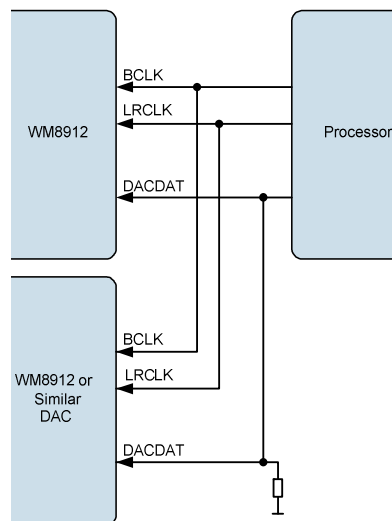 BCLK
LRCLK
WM8912
Processor
DACDAT
BCLK
LRCLK
WM8912 or
Similar
DAC
DACDAT